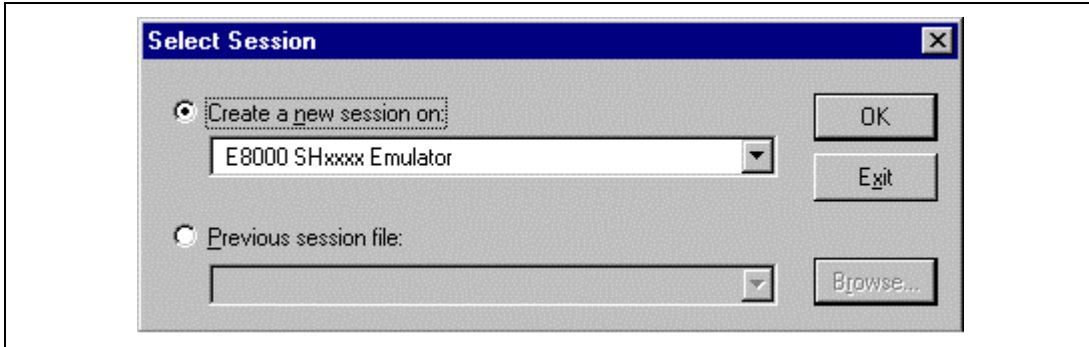 Select Session
Create a new session on:
OK
E8000 SHxxxx Emulator
Exit
Previous session file:
Browse...